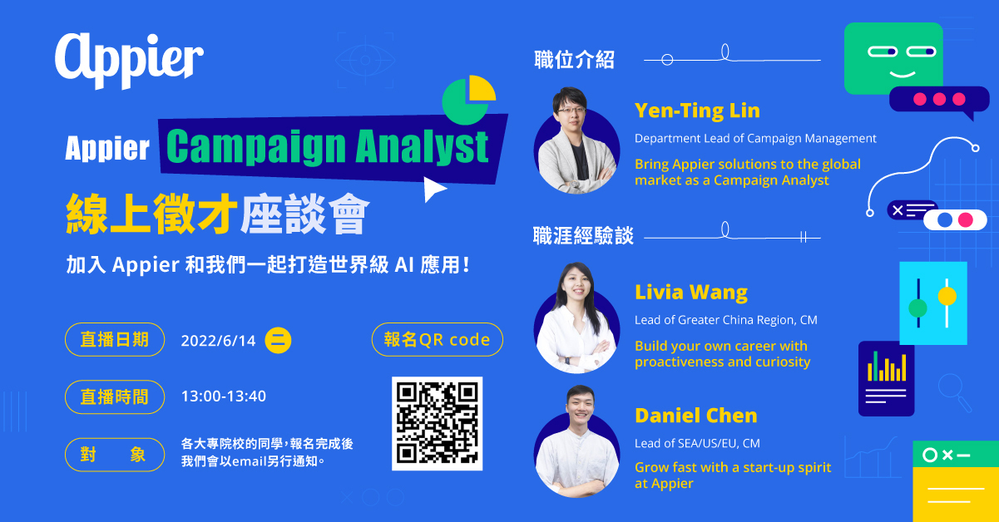 Appier
Appier Campaign Analyst
線上徵才座談會
加入 Appier 和我們一起打造世界級 AI 應用!
直播日期
2022/6/14 二
直播時間
13:00-13:40
對 象
各大專院校的同學,報名完成後
我們會以email另行通知。
報名QR code
職位介紹
Yen-Ting Lin
Department Lead of Campaign Management
Bring Appier solutions to the global
market as a Campaign Analyst
職涯經驗談
Livia Wang
Lead of Greater China Region, CM
Build your own career with
proactiveness and curiosity
Daniel Chen
Lead of SEA/US/EU, CM
Grow fast with a start-up spirit
at Appier